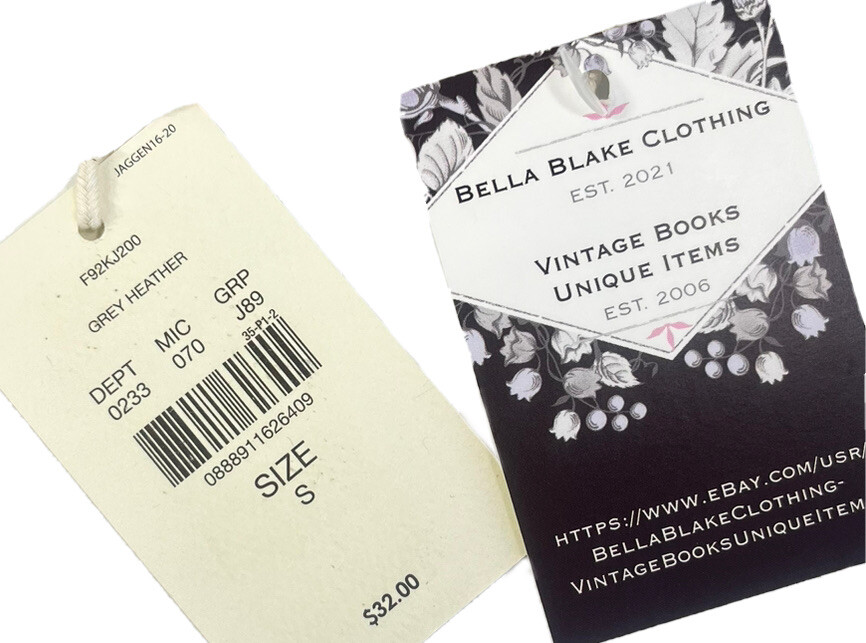 JAGGEN16-20
F92KJ200
GREY HEATHER
DEPT MIC GRP
0233 070 J89
35-P1-2
0888911626409
SIZE
S
$32.00
BELLA BLAKE CLOTHING
EST. 2021
VINTAGE BOOKS
UNIQUE ITEMS
EST. 2006
HTTPS://WWW.EBAY.COM/USR/
BELLABLAKECLOTHING-
VINTAGEBOOKSUNIQUEITEM